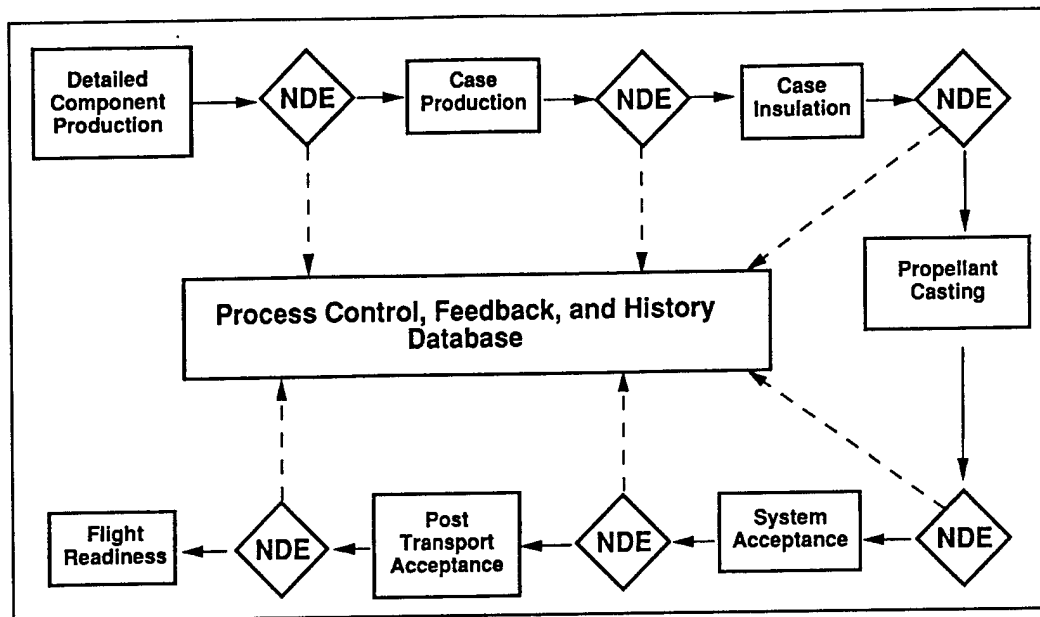 Detailed
Component
Production
NDE
Case
Production
NDE
Case
Insulation
NDE
Propellant
Casting
Process Control, Feedback, and History
Database
Flight
Readiness
NDE
Post
Transport
Acceptance
NDE
System
Acceptance
NDE